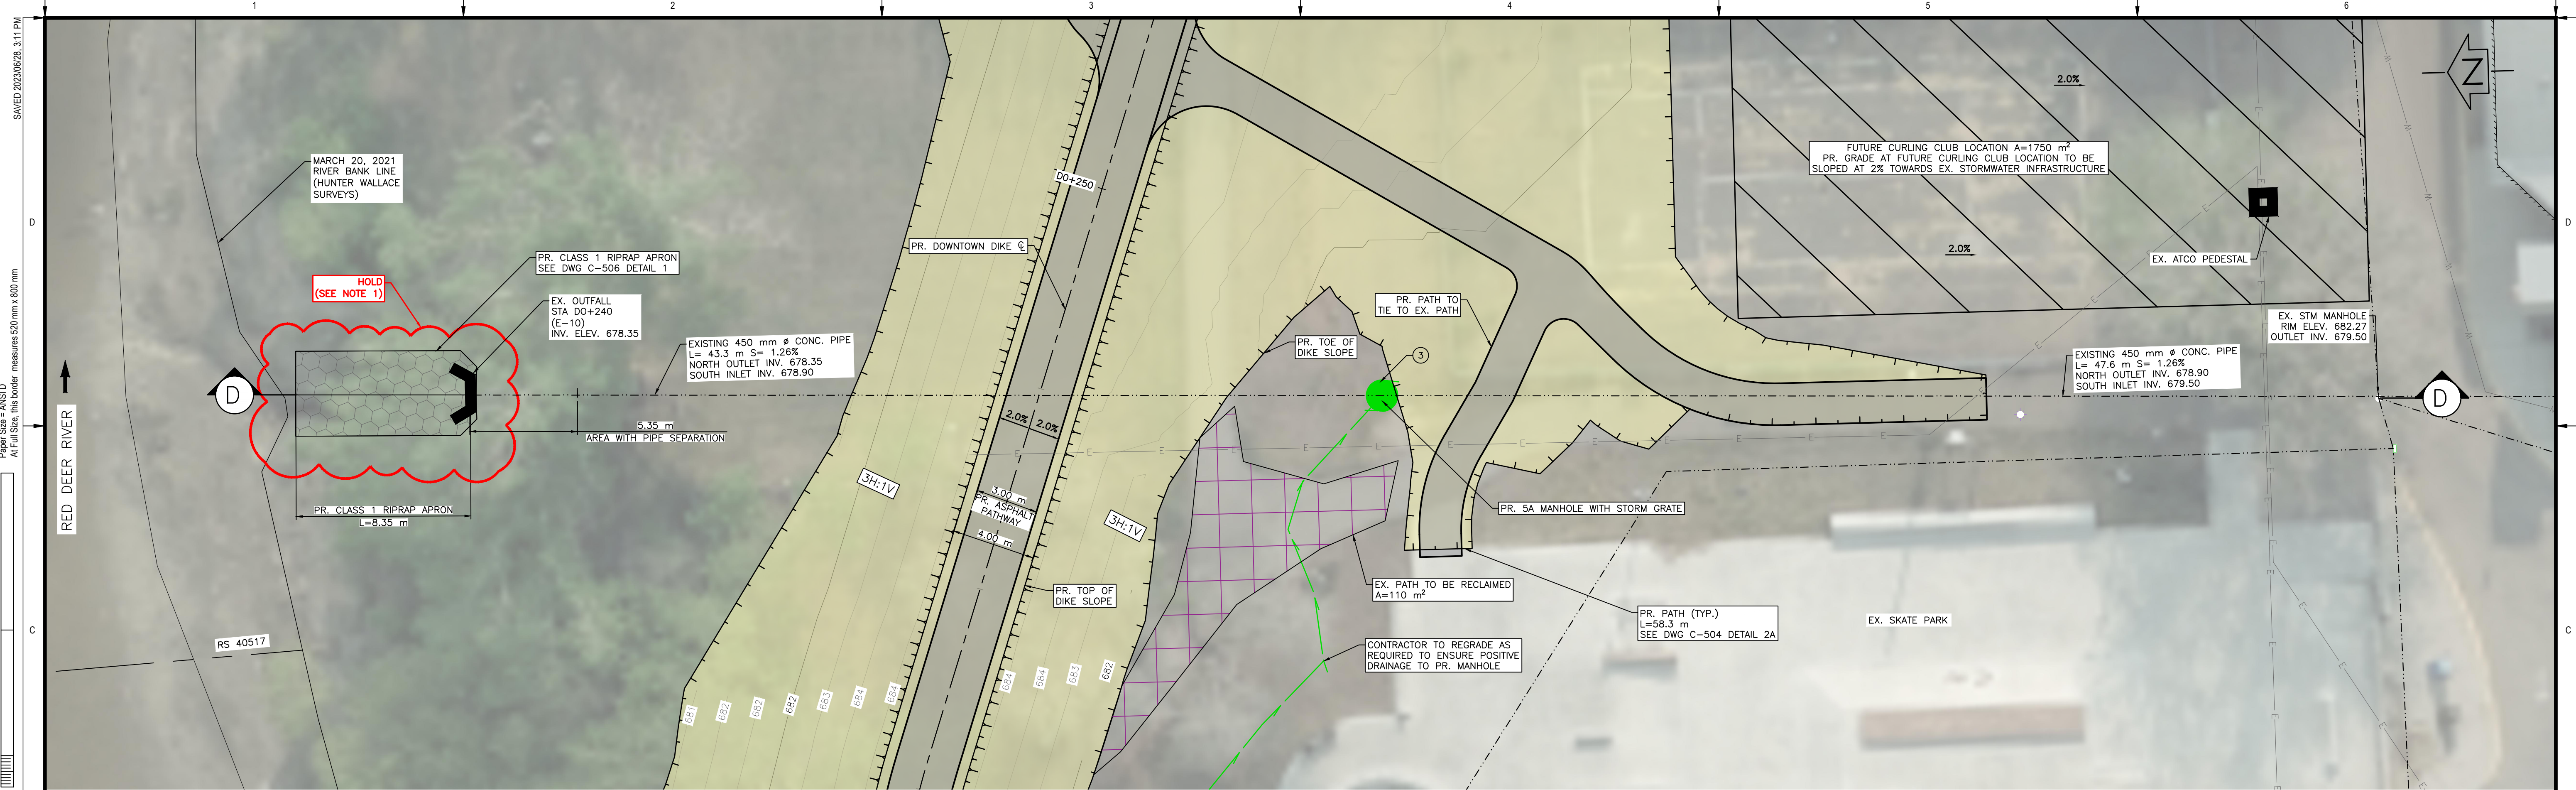 1
2
3
4
5
6
SAVED 2023/06/28, 3:11 PM
At Full Size, this border measures 520 mm x 800 mm
Paper Size = ANSI D
D
C
D
C
N
MARCH 20, 2021
RIVER BANK LINE
(HUNTER WALLACE
SURVEYS)
HOLD
(SEE NOTE 1)
PR. CLASS 1 RIPRAP APRON
SEE DWG C-506 DETAIL 1
EX. OUTFALL
STA D0+240
(E-10)
INV. ELEV. 678.35
EXISTING 450 mm ø CONC. PIPE
L= 43.3 m S= 1.26%
NORTH OUTLET INV. 678.35
SOUTH INLET INV. 678.90
D
RED DEER RIVER
5.35 m
AREA WITH PIPE SEPARATION
PR. CLASS 1 RIPRAP APRON
L=8.35 m
RS 40517
D0+250
PR. DOWNTOWN DIKE ℄
2.0%
2.0%
3H:1V
3.00 m
PR. ASPHALT
PATHWAY
4.00 m
3H:1V
PR. TOP OF
DIKE SLOPE
681
682
682
682
683
684
684
684
684
683
682
PR. TOE OF
DIKE SLOPE
PR. PATH TO
TIE TO EX. PATH
3
PR. 5A MANHOLE WITH STORM GRATE
EX. PATH TO BE RECLAIMED
A=110 m²
CONTRACTOR TO REGRADE AS
REQUIRED TO ENSURE POSITIVE
DRAINAGE TO PR. MANHOLE
PR. PATH (TYP.)
L=58.3 m
SEE DWG C-504 DETAIL 2A
EX. SKATE PARK
2.0%
FUTURE CURLING CLUB LOCATION A=1750 m²
PR. GRADE AT FUTURE CURLING CLUB LOCATION TO BE
SLOPED AT 2% TOWARDS EX. STORMWATER INFRASTRUCTURE
2.0%
EX. ATCO PEDESTAL
EX. STM MANHOLE
RIM ELEV. 682.27
OUTLET INV. 679.50
EXISTING 450 mm ø CONC. PIPE
L= 47.6 m S= 1.26%
NORTH OUTLET INV. 678.90
SOUTH INLET INV. 679.50
D